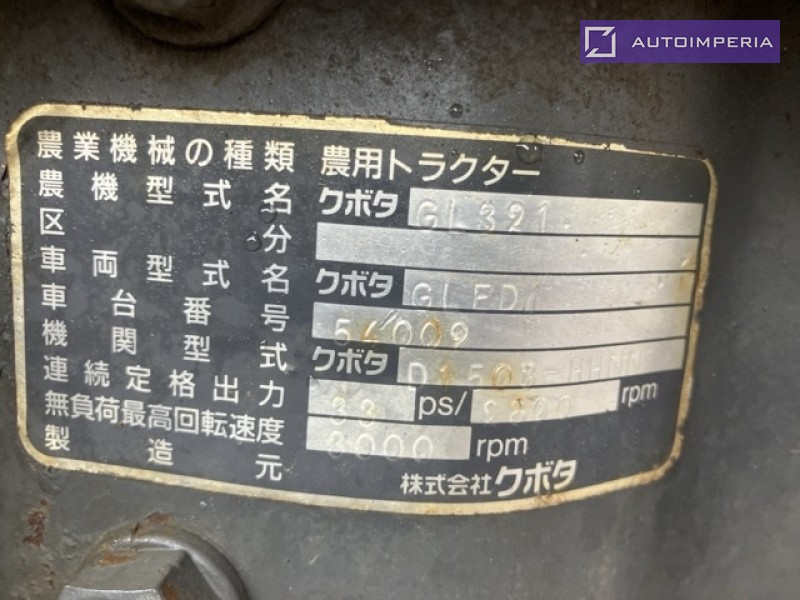 AUTOIMPERIA
農業機械の種類 農用トラクター
農機型式名 クボタ GL321
区分
車両型式名 クボタ GLFD
車台番号 54009
機関型式 クボタ
連続定格出力 33 ps/ rpm
無負荷最高回転速度 3000 rpm
製造元 株式会社クボタ